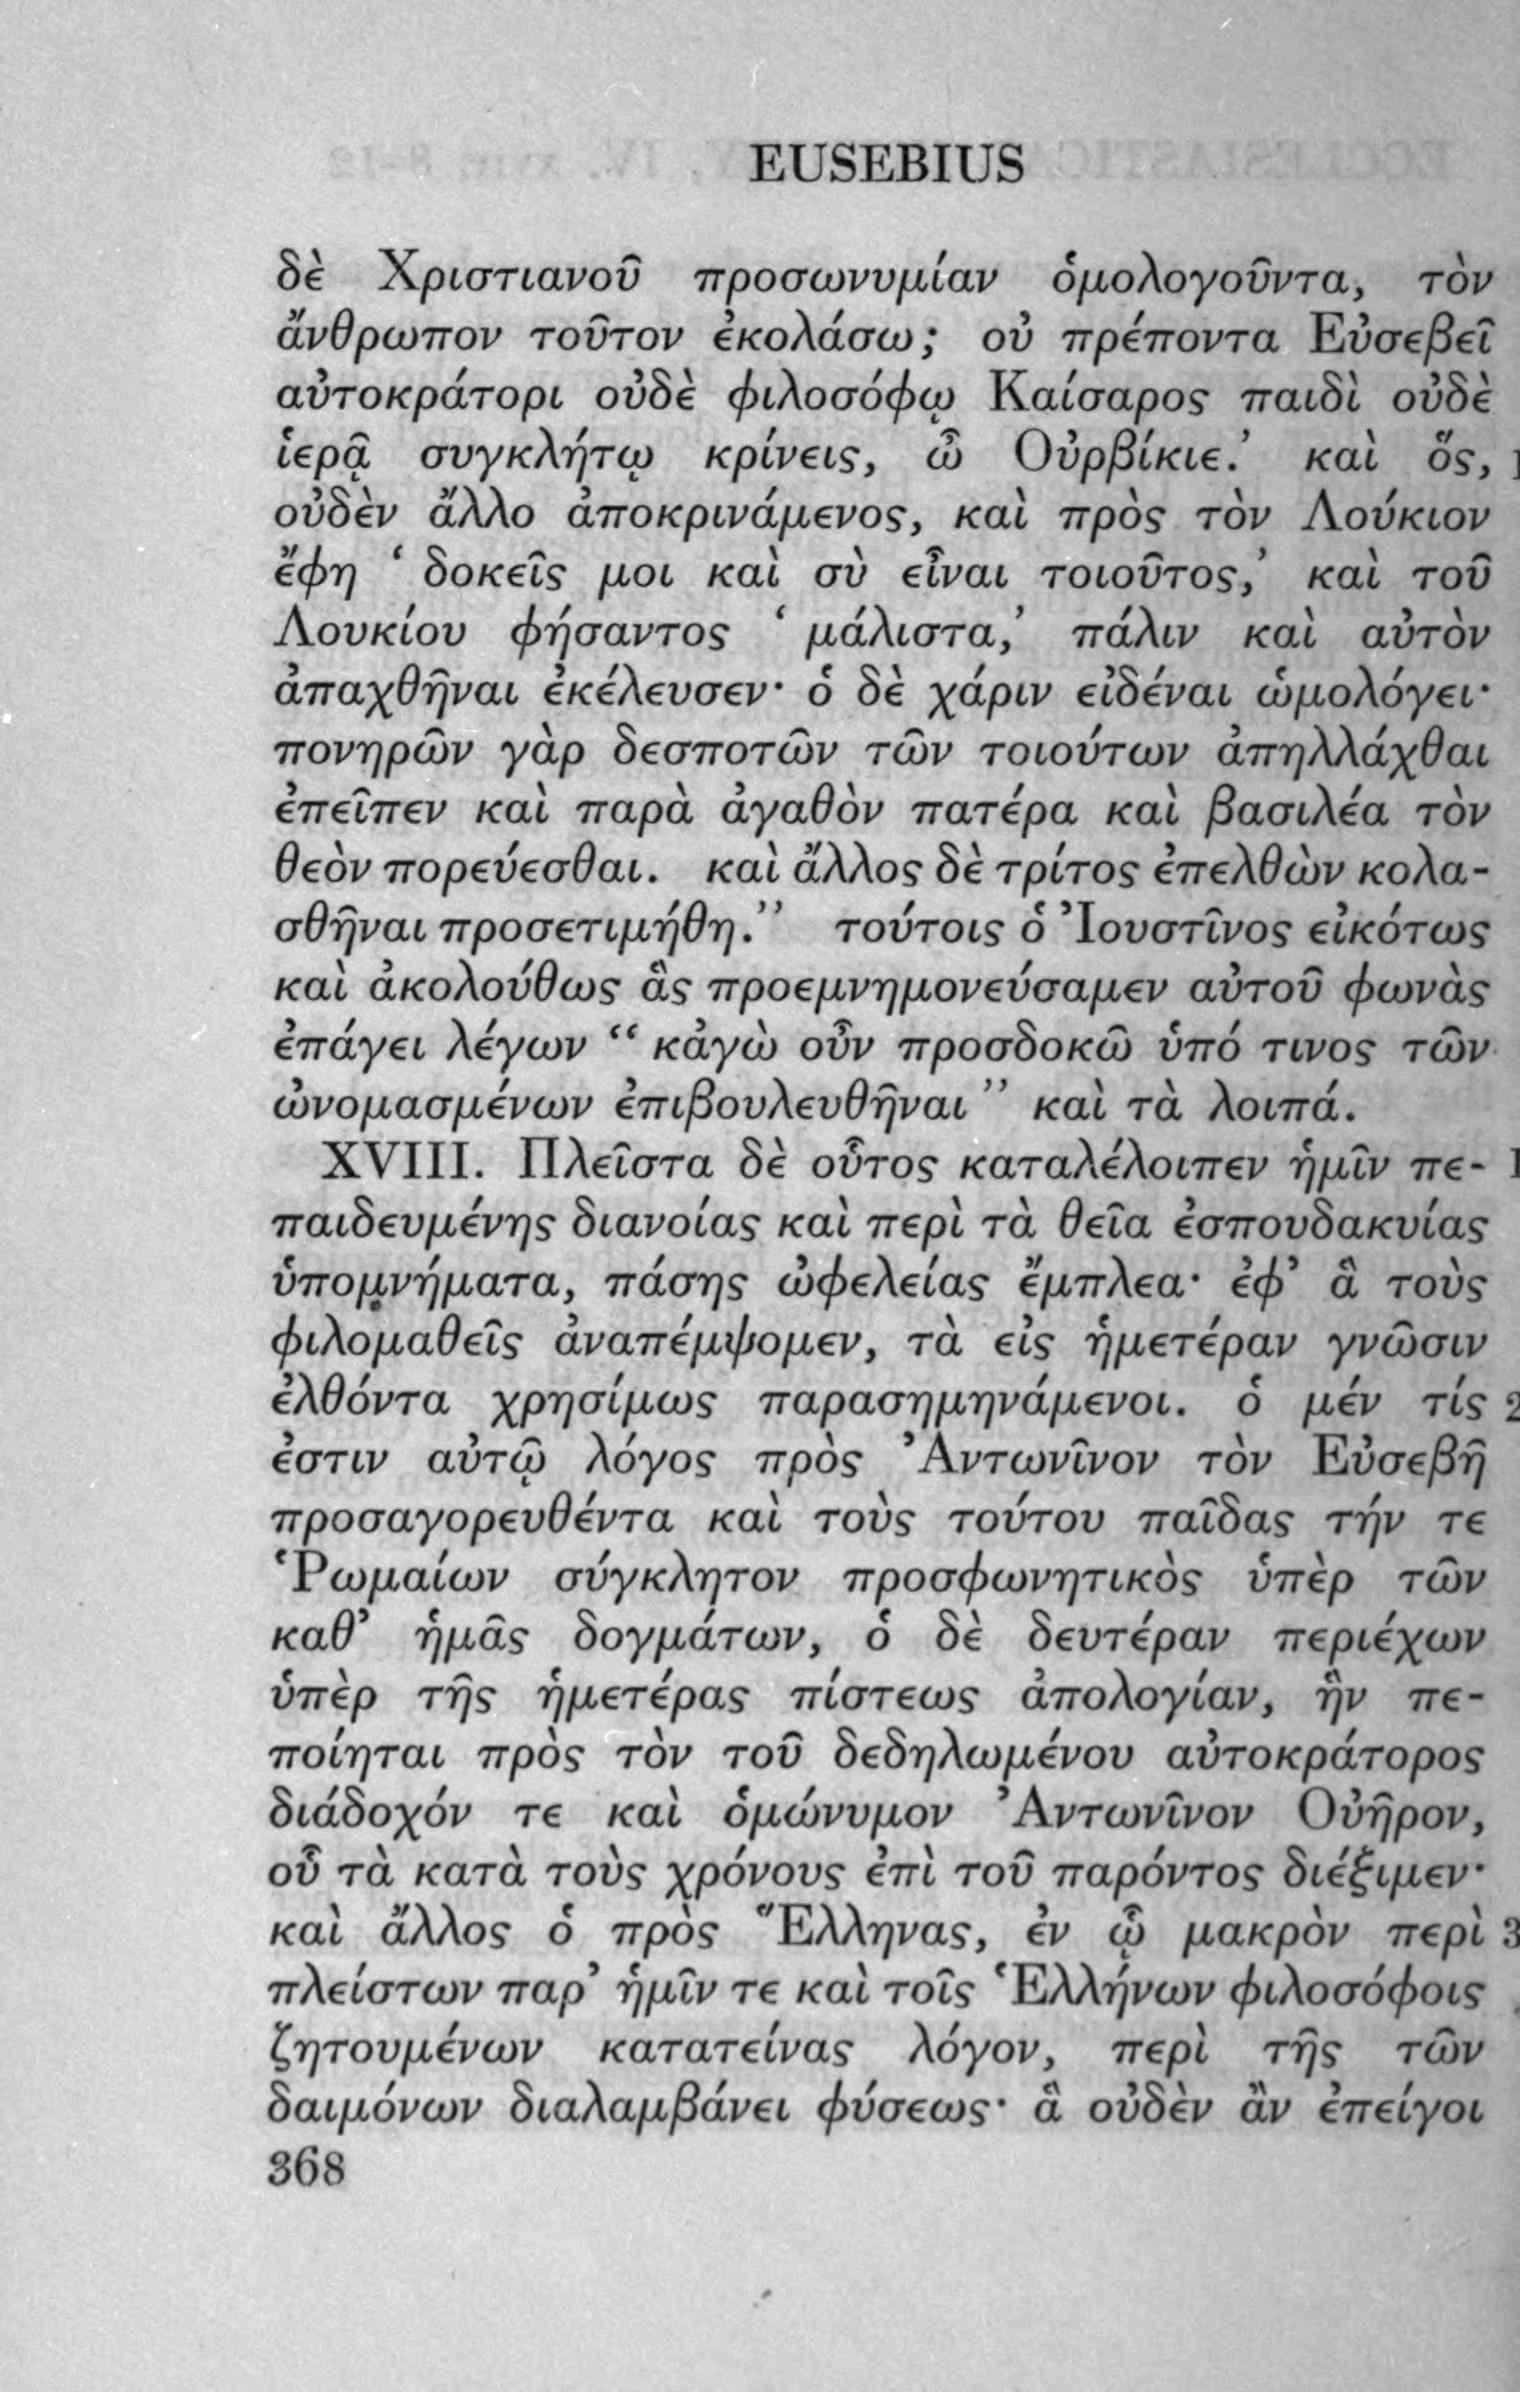 EUSEBIUS
δὲ Χριστιανοῦ προσωνυμίαν ὁμολογοῦντα, τὸν
ἄνθρωπον τοῦτον ἐκολάσω; οὐ πρέποντα Εὐσεβεῖ
αὐτοκράτορι οὐδὲ φιλοσόφῳ Καίσαρος παιδὶ οὐδὲ
ἱερᾷ συγκλήτῳ κρίνεις, ὦ Οὐρβίκιε.’ καὶ ὅς,
οὐδὲν ἄλλο ἀποκρινάμενος, καὶ πρὸς τὸν Λούκιον
ἔφη ‘ δοκεῖς μοι καὶ σὺ εἶναι τοιοῦτος,’ καὶ τοῦ
Λουκίου φήσαντος ‘ μάλιστα,’ πάλιν καὶ αὐτὸν
ἀπαχθῆναι ἐκέλευσεν· ὁ δὲ χάριν εἰδέναι ὡμολόγει·
πονηρῶν γὰρ δεσποτῶν τῶν τοιούτων ἀπηλλάχθαι
ἐπεῖπεν καὶ παρὰ ἀγαθὸν πατέρα καὶ βασιλέα τὸν
θεὸν πορεύεσθαι. καὶ ἄλλος δὲ τρίτος ἐπελθὼν κολα-
σθῆναι προσετιμήθη.” τούτοις ὁ Ἰουστῖνος εἰκότως
καὶ ἀκολούθως ἃς προεμνημονεύσαμεν αὐτοῦ φωνὰς
ἐπάγει λέγων “ κἀγὼ οὖν προσδοκῶ ὑπό τινος τῶν
ὠνομασμένων ἐπιβουλευθῆναι ” καὶ τὰ λοιπά.
XVIII. Πλεῖστα δὲ οὗτος καταλέλοιπεν ἡμῖν πε- 1
παιδευμένης διανοίας καὶ περὶ τὰ θεῖα ἐσπουδακυίας
ὑπομνήματα, πάσης ὠφελείας ἔμπλεα· ἐφ’ ἃ τοὺς
φιλομαθεῖς ἀναπέμψομεν, τὰ εἰς ἡμετέραν γνῶσιν
ἐλθόντα χρησίμως παρασημηνάμενοι. ὁ μέν τίς 2
ἐστιν αὐτῷ λόγος πρὸς Ἀντωνῖνον τὸν Εὐσεβῆ
προσαγορευθέντα καὶ τοὺς τούτου παῖδας τήν τε
Ῥωμαίων σύγκλητον προσφωνητικὸς ὑπὲρ τῶν
καθ’ ἡμᾶς δογμάτων, ὁ δὲ δευτέραν περιέχων
ὑπὲρ τῆς ἡμετέρας πίστεως ἀπολογίαν, ἣν πε-
ποίηται πρὸς τὸν τοῦ δεδηλωμένου αὐτοκράτορος
διάδοχόν τε καὶ ὁμώνυμον Ἀντωνῖνον Οὐῆρον,
οὗ τὰ κατὰ τοὺς χρόνους ἐπὶ τοῦ παρόντος διέξιμεν·
καὶ ἄλλος ὁ πρὸς Ἕλληνας, ἐν ᾧ μακρὸν περὶ 3
πλείστων παρ’ ἡμῖν τε καὶ τοῖς Ἑλλήνων φιλοσόφοις
ζητουμένων κατατείνας λόγον, περὶ τῆς τῶν
δαιμόνων διαλαμβάνει φύσεως· ἃ οὐδὲν ἂν ἐπείγοι
368